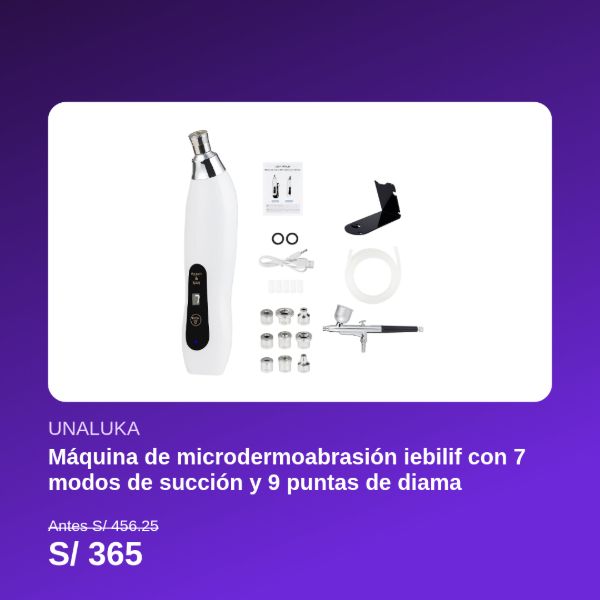 UNALUKA
Máquina de microdermoabrasión iebilif con 7
modos de succión y 9 puntas de diama
Antes S/ 456.25
S/ 365